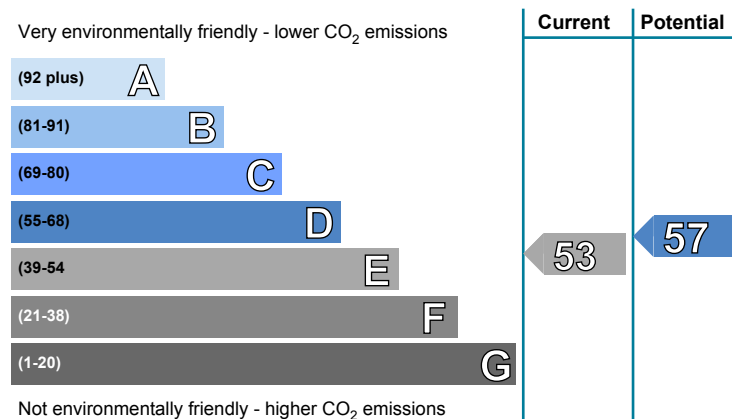 Very environmentally friendly - lower CO2 emissions
Current
Potential
(92 plus) A
(81-91) B
(69-80) C
(55-68) D
(39-54 E
(21-38) F
(1-20) G
53
57
Not environmentally friendly - higher CO2 emissions